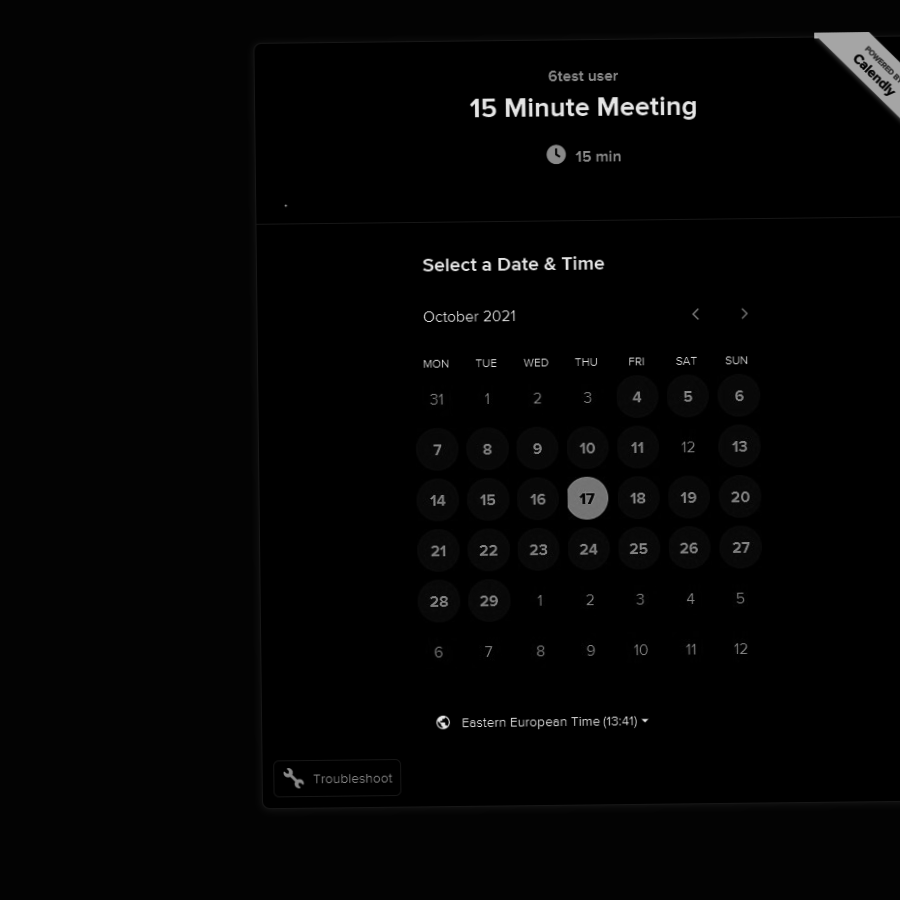 POWERED BY
Calendly
6test user
15 Minute Meeting
15 min
.
Select a Date & Time
October 2021
MON TUE WED THU FRI SAT SUN
31 1 2 3 4 5 6
7 8 9 10 11 12 13
14 15 16 17 18 19 20
21 22 23 24 25 26 27
28 29 1 2 3 4 5
6 7 8 9 10 11 12
Eastern European Time (13:41)
Troubleshoot